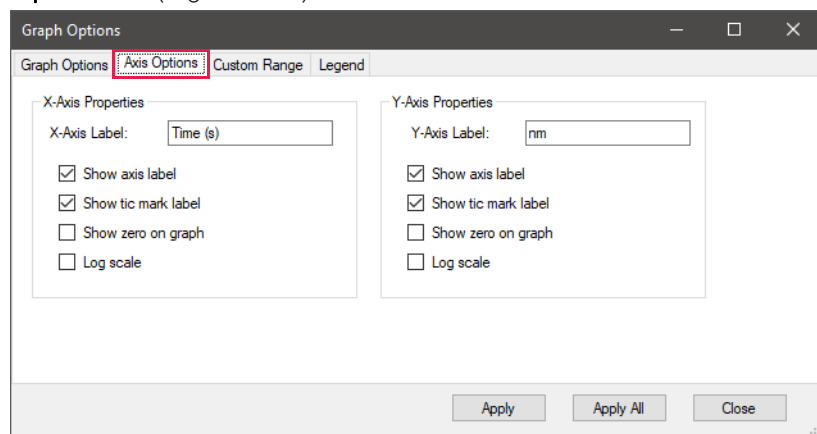 Graph Options
Graph Options Axis Options Custom Range Legend
X-Axis Properties
X-Axis Label: Time (s)
Show axis label
Show tic mark label
Show zero on graph
Log scale
Y-Axis Properties
Y-Axis Label: nm
Show axis label
Show tic mark label
Show zero on graph
Log scale
Apply Apply All Close